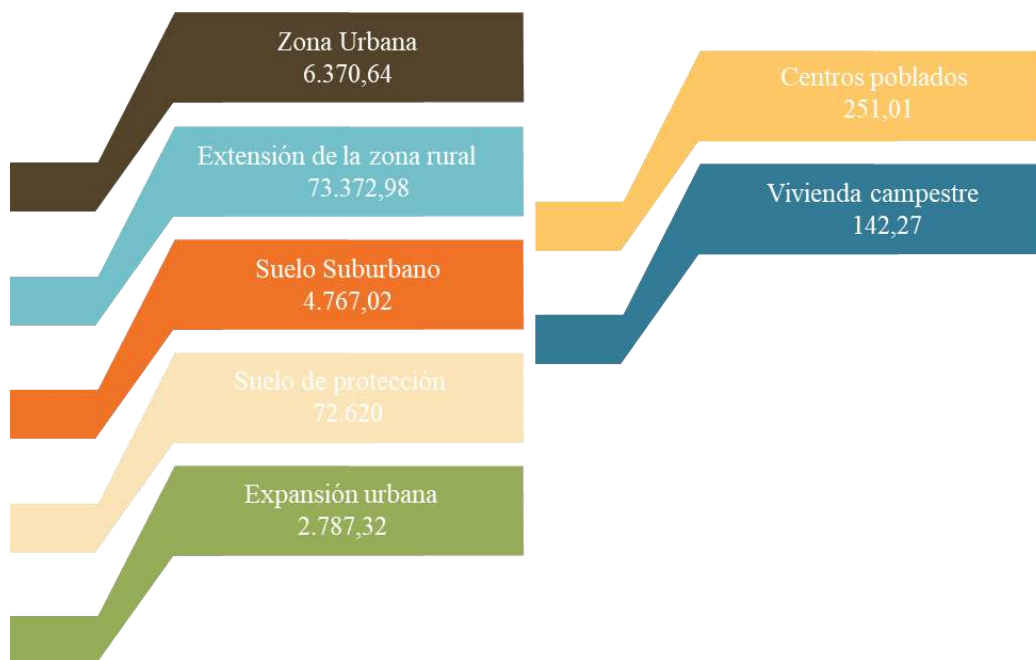 Zona Urbana
6.370,64
Extensión de la zona rural
73.372,98
Suelo Suburbano
4.767,02
Suelo de protección
72.620
Expansión urbana
2.787,32
Centros poblados
251,01
Vivienda campestre
142,27